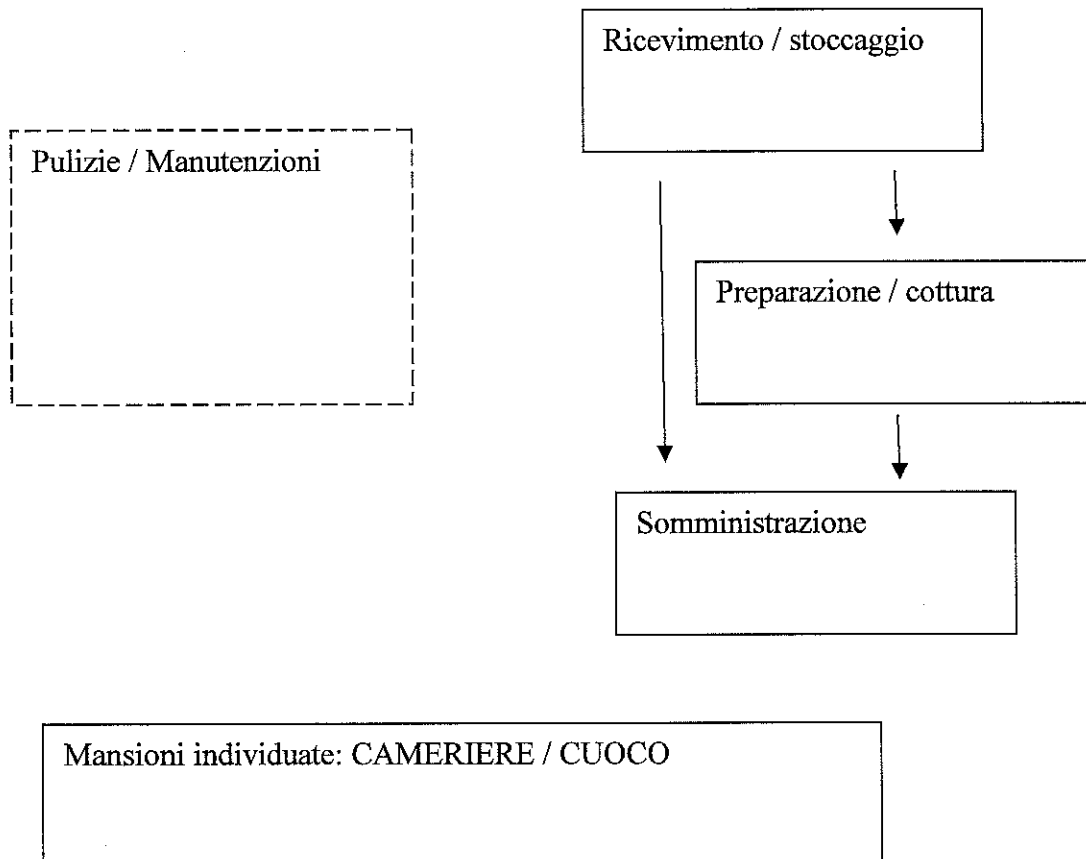 Ricevimento / stoccaggio
Pulizie / Manutenzioni
Preparazione / cottura
Somministrazione
Mansioni individuate: CAMERIERE / CUOCO